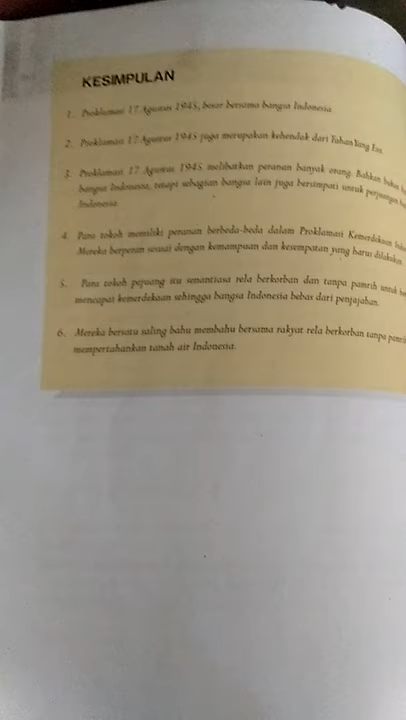 KESIMPULAN
1. Proklamasi 17 Agustus 1945, besar bersama bangsa Indonesia
2. Proklamasi 17 Agustus 1945 juga merupakan kehendak dari Tuhan Yang Esa.
3. Proklamasi 17 Agustus 1945 melibatkan peranan banyak orang. Bahkan, bukan
bangsa Indonesia, tetapi sebagian bangsa lain juga bersimpati untuk perjuangan
Indonesia
4. Para tokoh memiliki peranan berbeda-beda dalam Proklamasi Kemerdekaan
Mereka berperan sesuai dengan kemampuan dan kesempatan yang harus dilakukan.
5. Para tokoh pejuang itu senantiasa rela berkorban dan tanpa pamrih untuk
mencapai kemerdekaan sehingga bangsa Indonesia bebas dari penjajahan.
6. Mereka bersatu saling bahu membahu bersama rakyat rela berkorban tanpa
mempertahankan tanah air Indonesia.